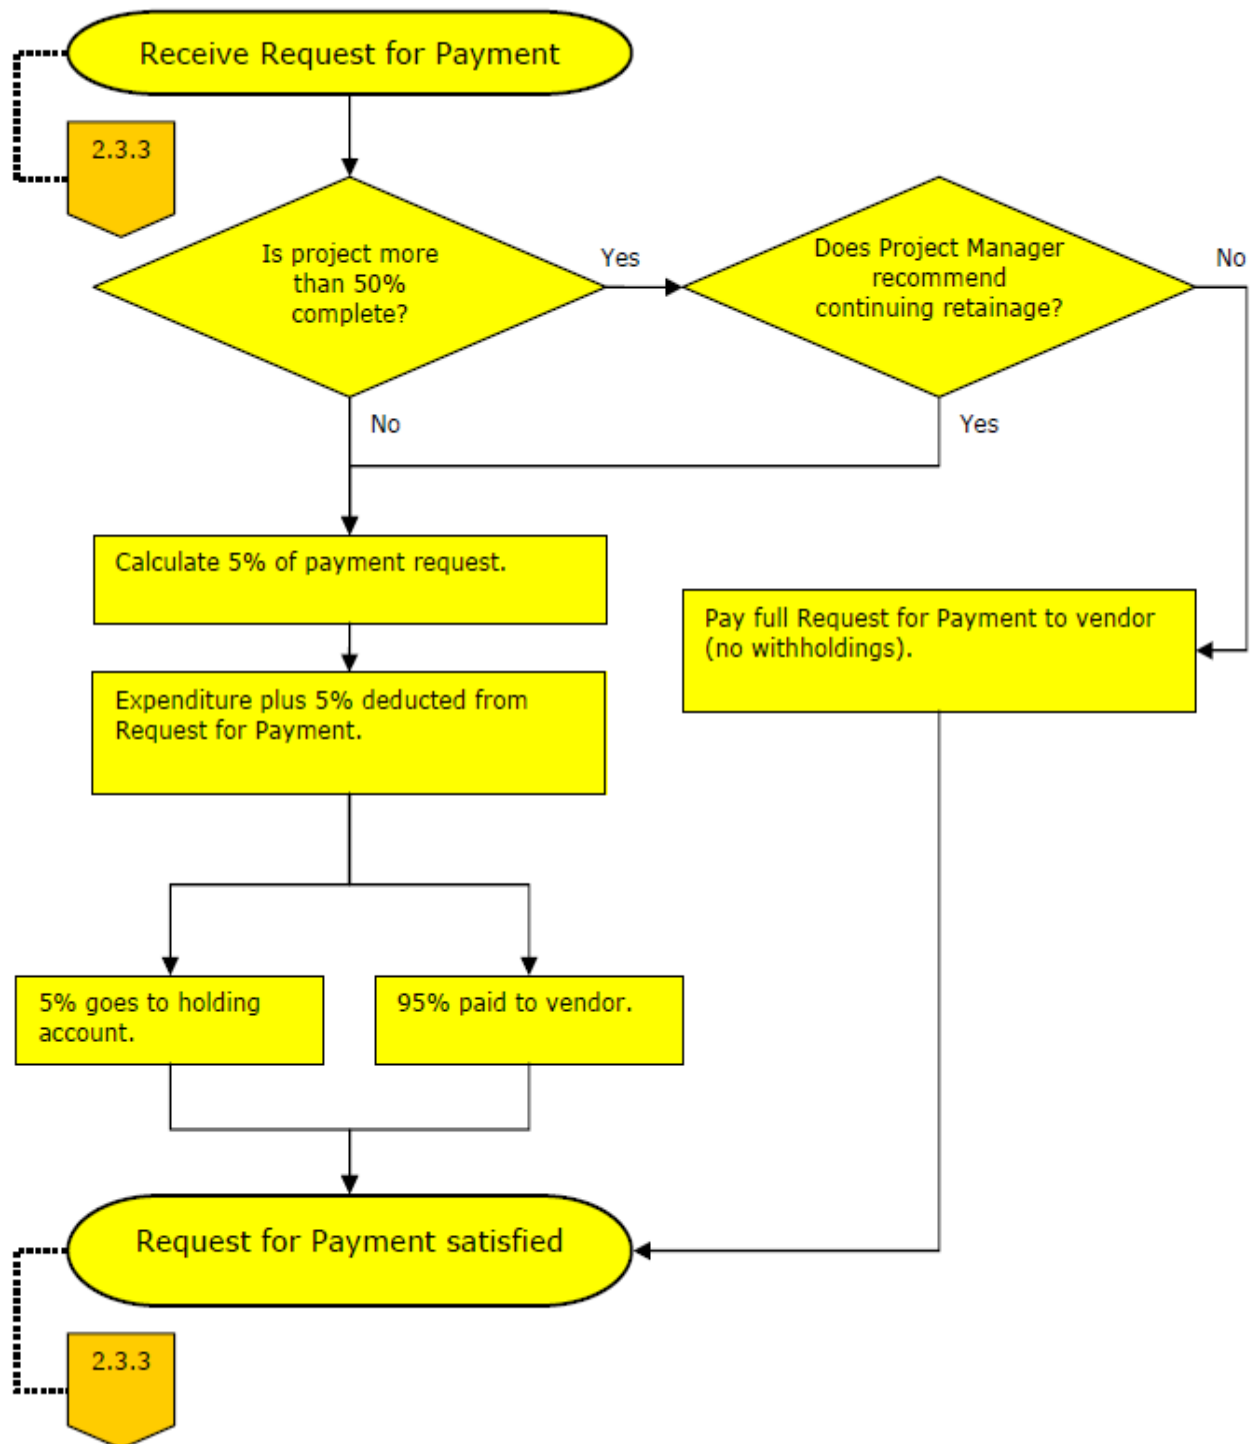 Receive Request for Payment
2.3.3
Is project more
than 50%
complete?
Yes
Does Project Manager
recommend
continuing retainage?
No
No
Yes
Calculate 5% of payment request.
Pay full Request for Payment to vendor
(no withholdings).
Expenditure plus 5% deducted from
Request for Payment.
5% goes to holding
account.
95% paid to vendor.
Request for Payment satisfied
2.3.3